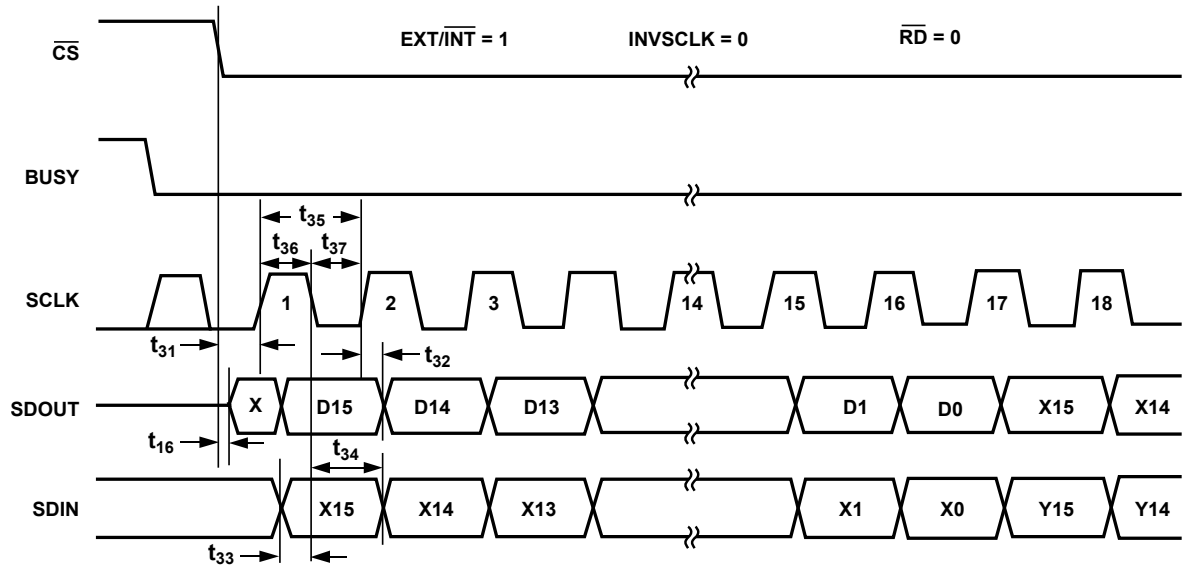 CS EXT/INT = 1 INVSCLK = 0 RD = 0
BUSY
t35
t36 t37
SCLK 1 2 3 14 15 16 17 18
t31 t32
SDOUT X D15 D14 D13 D1 D0 X15 X14
t16 t34
SDIN X15 X14 X13 X1 X0 Y15 Y14
t33